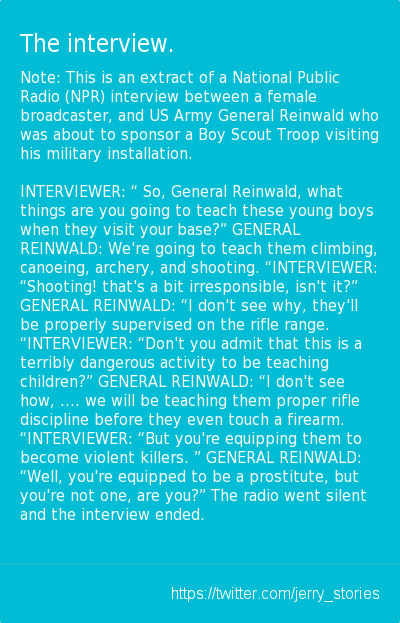 The interview.
Note: This is an extract of a National Public
Radio (NPR) interview between a female
broadcaster, and US Army General Reinwald who
was about to sponsor a Boy Scout Troop visiting
his military installation.
INTERVIEWER: “ So, General Reinwald, what
things are you going to teach these young boys
when they visit your base?” GENERAL
REINWALD: We're going to teach them climbing,
canoeing, archery, and shooting. “INTERVIEWER:
“Shooting! that's a bit irresponsible, isn't it?”
GENERAL REINWALD: “I don't see why, they'll
be properly supervised on the rifle range.
“INTERVIEWER: “Don't you admit that this is a
terribly dangerous activity to be teaching
children?” GENERAL REINWALD: “I don't see
how, .... we will be teaching them proper rifle
discipline before they even touch a firearm.
“INTERVIEWER: “But you're equipping them to
become violent killers. ” GENERAL REINWALD:
“Well, you're equipped to be a prostitute, but
you're not one, are you?” The radio went silent
and the interview ended.
https://twitter.com/jerry_stories